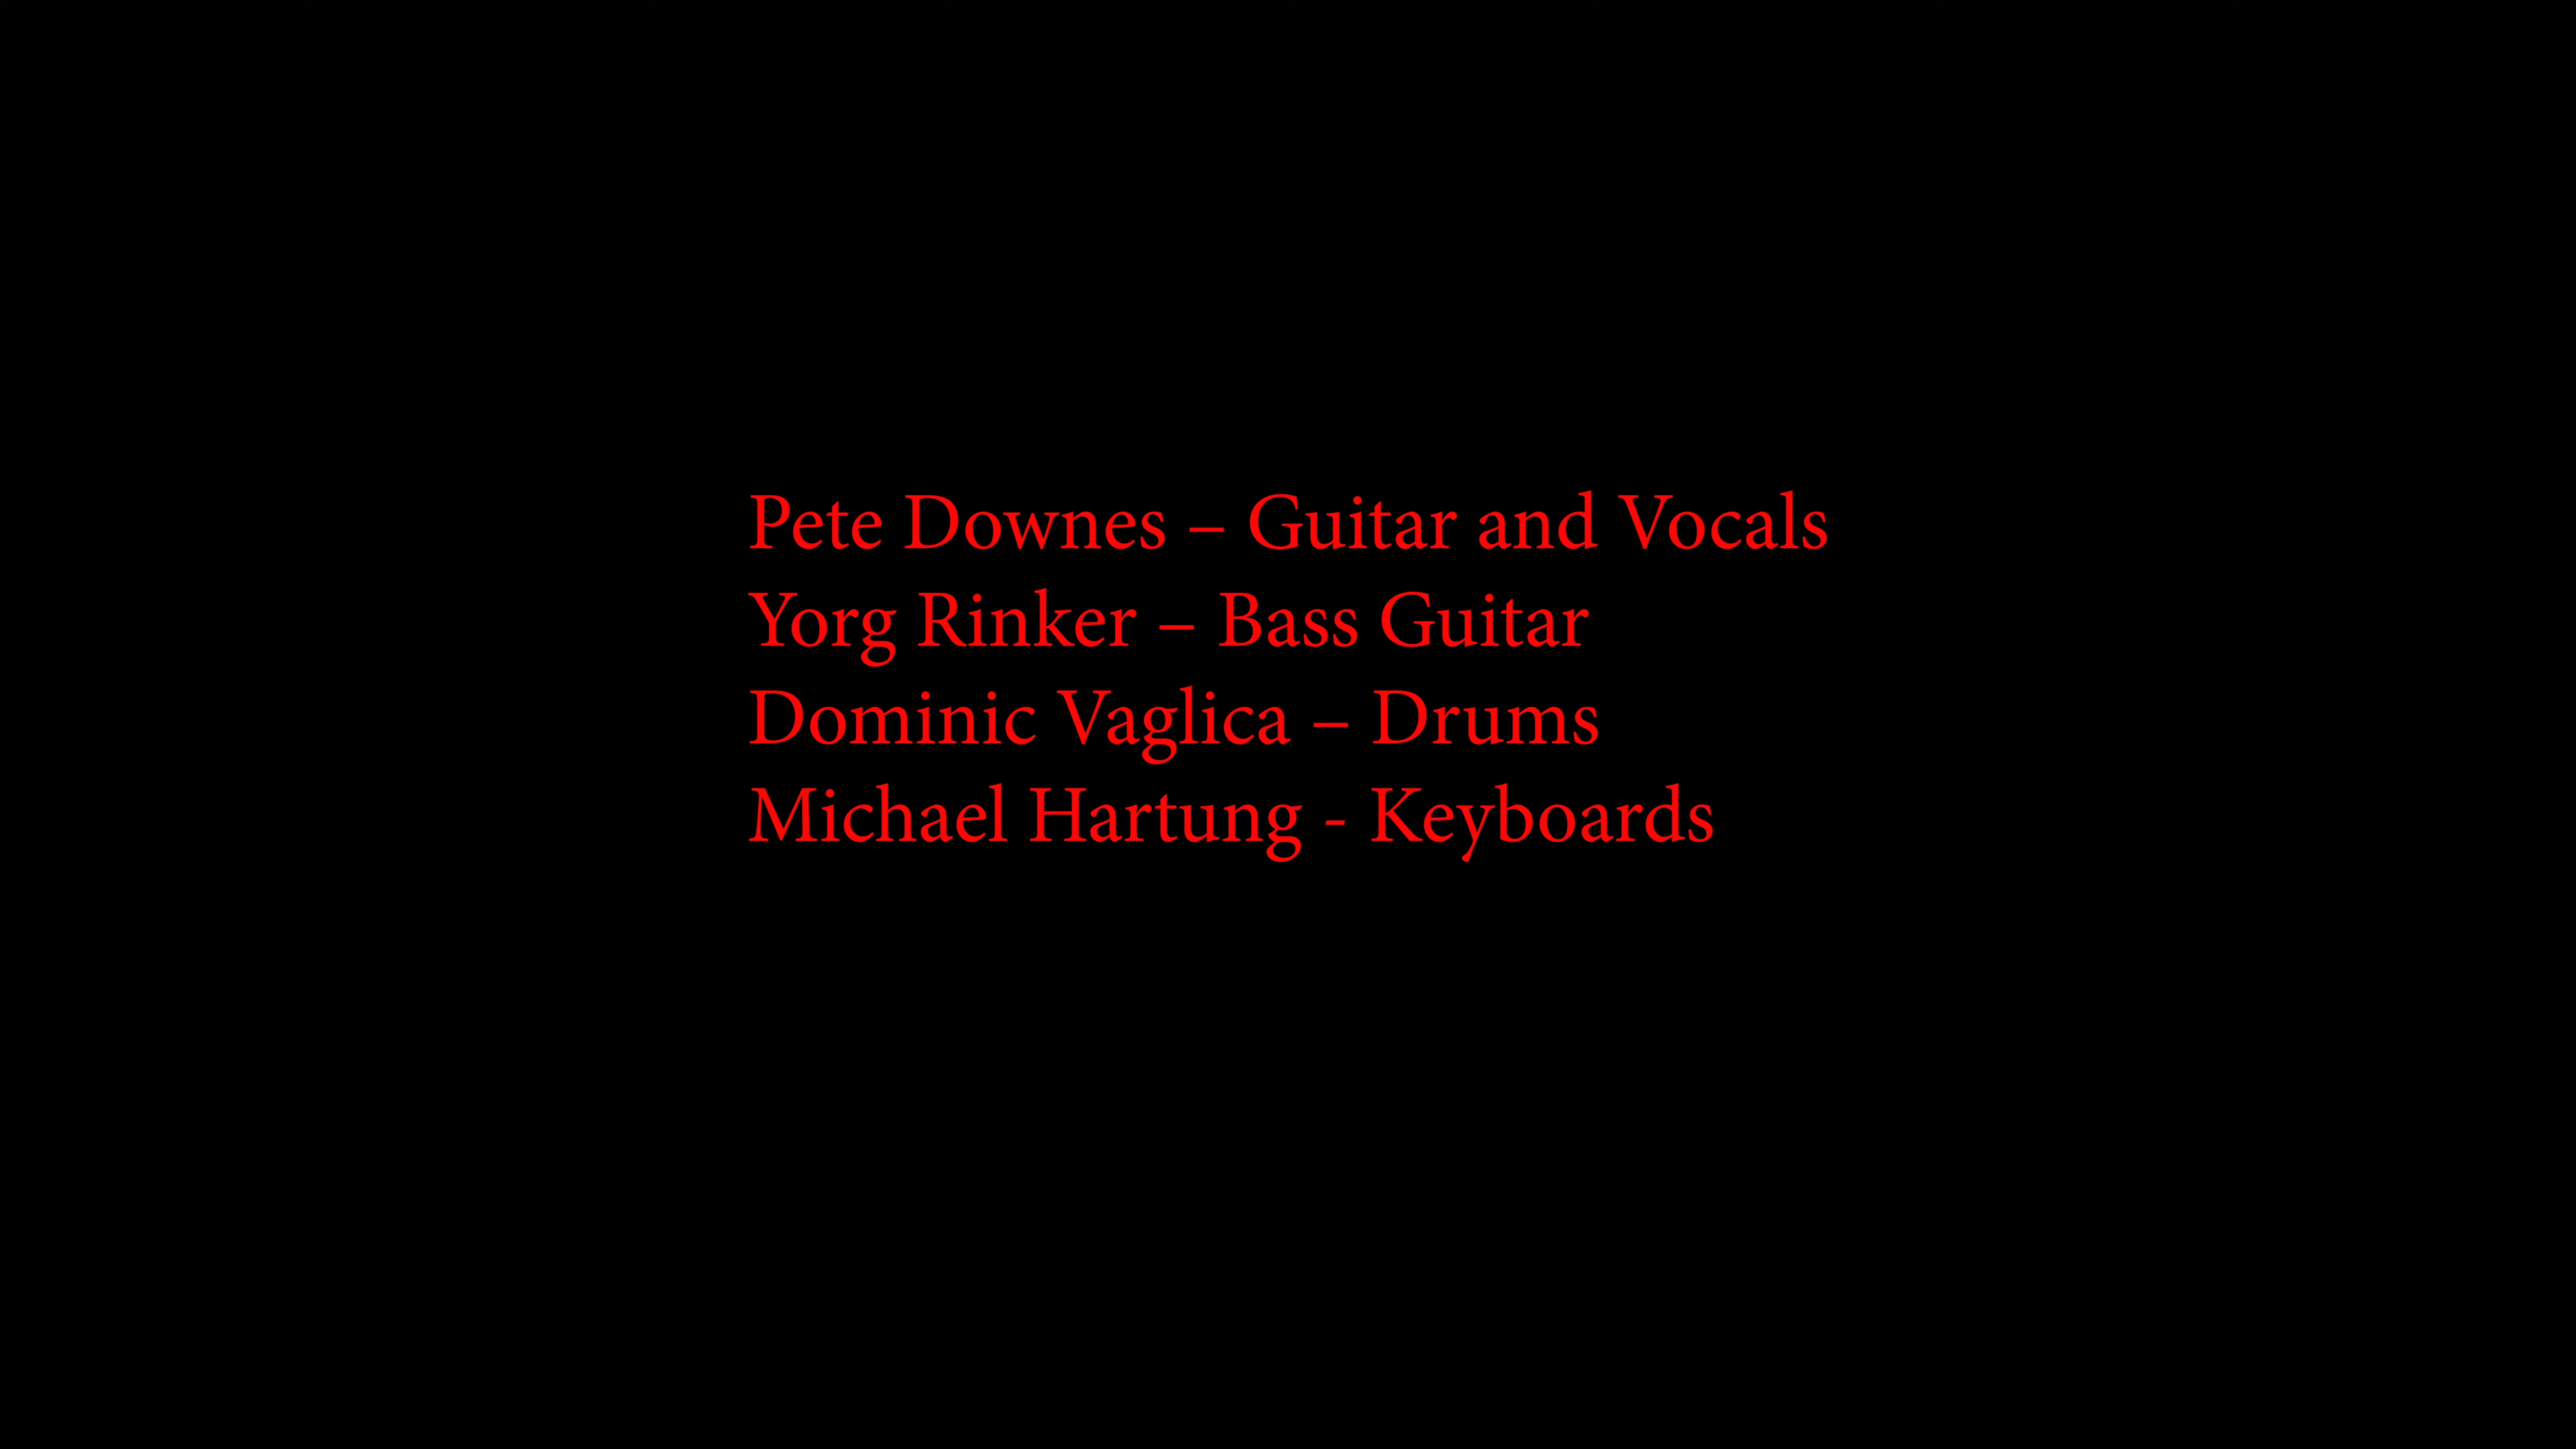 Pete Downes – Guitar and Vocals
Yorg Rinker – Bass Guitar
Dominic Vaglica – Drums
Michael Hartung - Keyboards